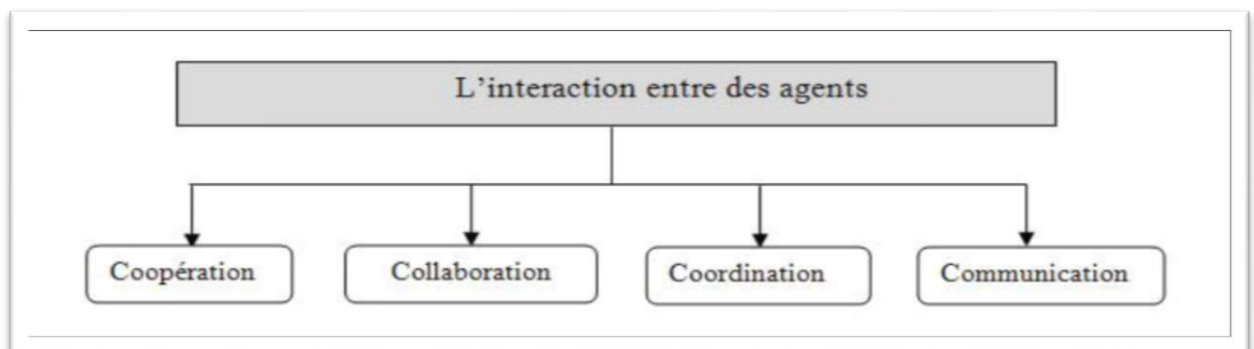 L'interaction entre des agents
Coopération
Collaboration
Coordination
Communication